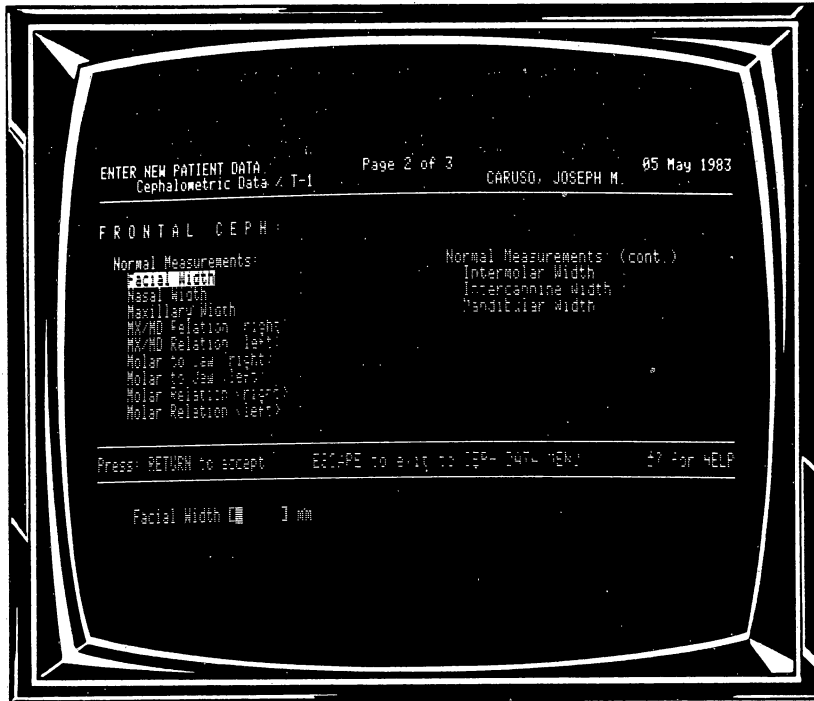 ENTER NEW PATIENT DATA Page 2 of 3 05 May 1983
Cephalometric Data / T-1 CARUSO, JOSEPH M.
FRONTAL CEPH:
Normal Measurements:
Facial Width
Nasal Width
Maxillary Width
MX/MD Relation (right)
MX/MD Relation (left)
Molar to Jaw (right)
Molar to Jaw (left)
Molar Relation (right)
Molar Relation (left)
Normal Measurements: (cont.)
Intermolar Width
Intercannine Width
Mandibular Width
Press: RETURN to accept ESCAPE to exit to CEPH DATA MENU ^? for HELP
Facial Width [ ] mm